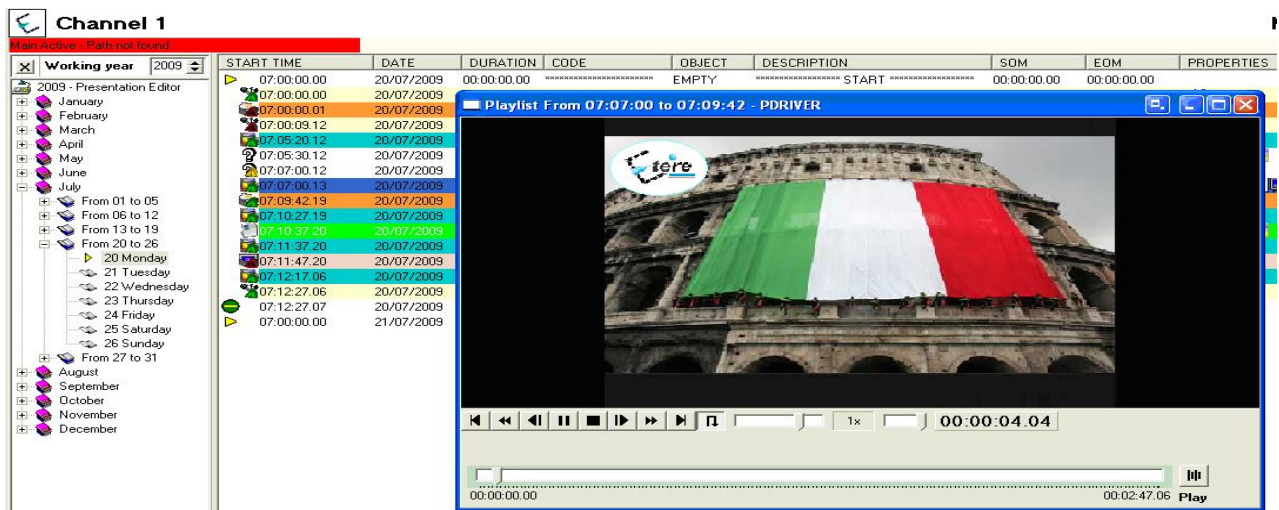 Channel 1
Main Active - Path not found
Working year 2009
2009 - Presentation Editor
January
February
March
April
May
June
July
From 01 to 05
From 06 to 12
From 13 to 19
From 20 to 26
20 Monday
21 Tuesday
22 Wednesday
23 Thursday
24 Friday
25 Saturday
26 Sunday
From 27 to 31
August
September
October
November
December
START TIME DATE DURATION CODE OBJECT DESCRIPTION SOM EOM PROPERTIES
07:00:00.00 20/07/2009 00:00:00.00 EMPTY START 00:00:00.00 00:00:00.00
07:00:00.00 20/07/2009
07:00:00.01 20/07/2009
07:00:09.12 20/07/2009
07:05:20.12 20/07/2009
07:05:30.12 20/07/2009
07:07:00.12 20/07/2009
07:07:00.13 20/07/2009
07:09:42.19 20/07/2009
07:10:27.19 20/07/2009
07:10:37.20 20/07/2009
07:11:37.20 20/07/2009
07:11:47.20 20/07/2009
07:12:17.06 20/07/2009
07:12:27.06 20/07/2009
07:12:27.07 20/07/2009
07:00:00.00 21/07/2009
Playlist From 07:07:00 to 07:09:42 - PDRIVER
Etere
1x 00:00:04.04
00:00:00.00 00:02:47.06 Play